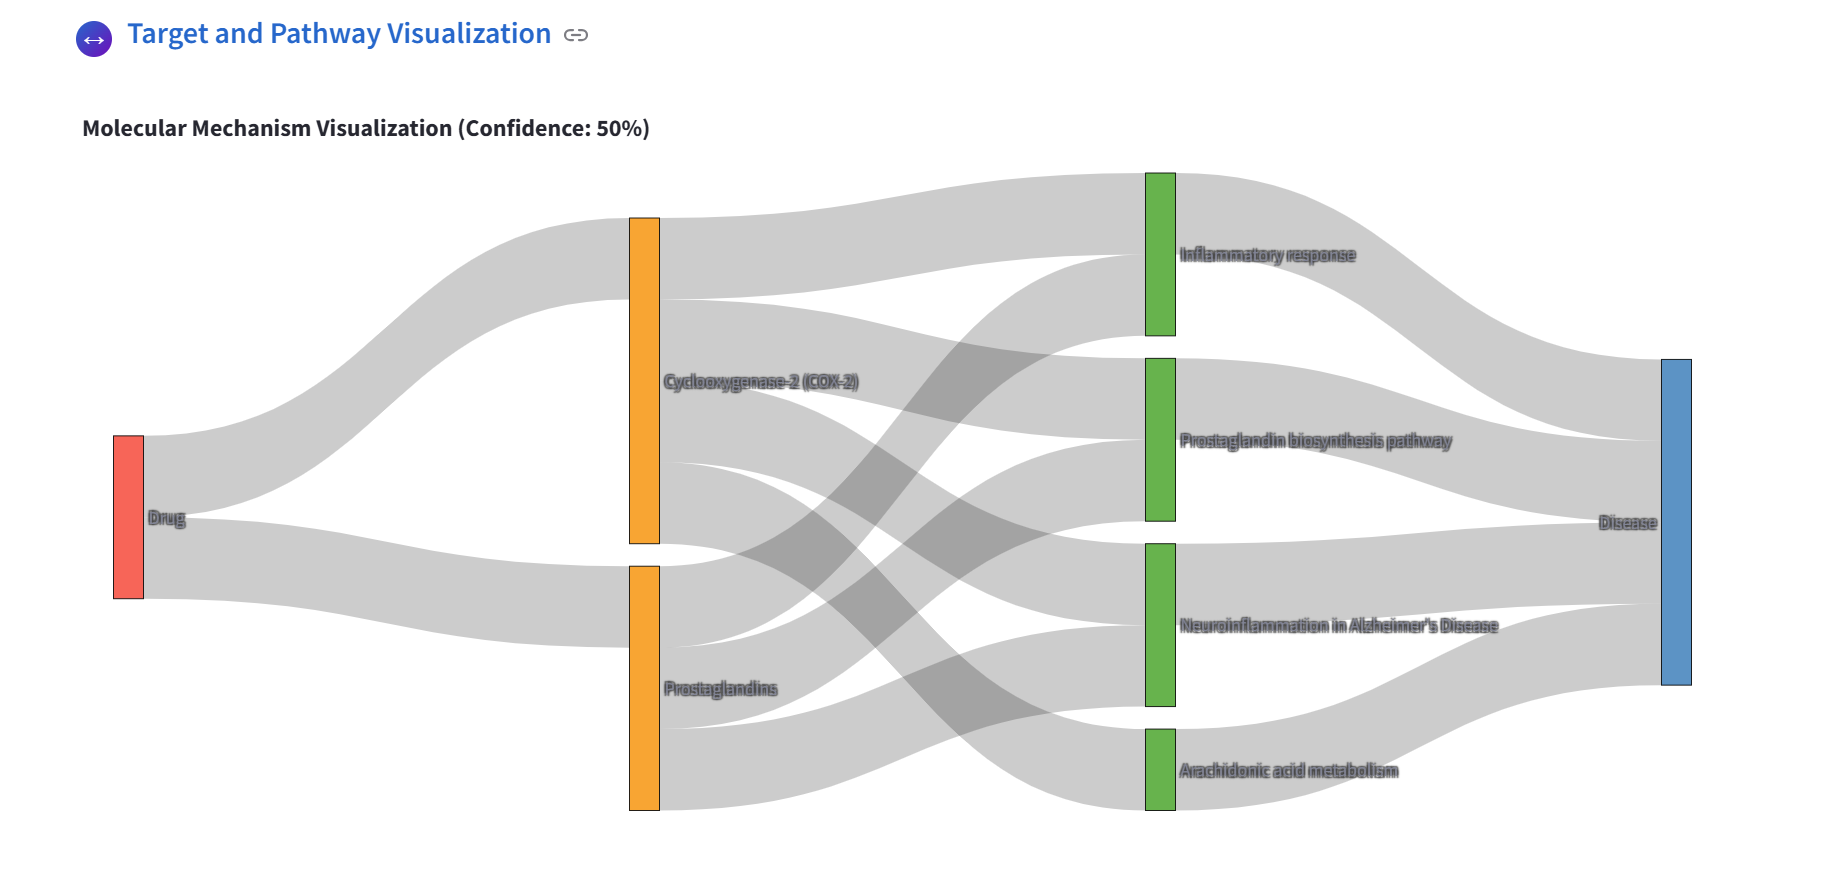 Target and Pathway Visualization
Molecular Mechanism Visualization (Confidence: 50%)
Inflammatory response
Cyclooxygenase-2 (COX-2)
Prostaglandin biosynthesis pathway
Drug
Disease
Neuroinflammation in Alzheimer's Disease
Prostaglandins
Arachidonic acid metabolism